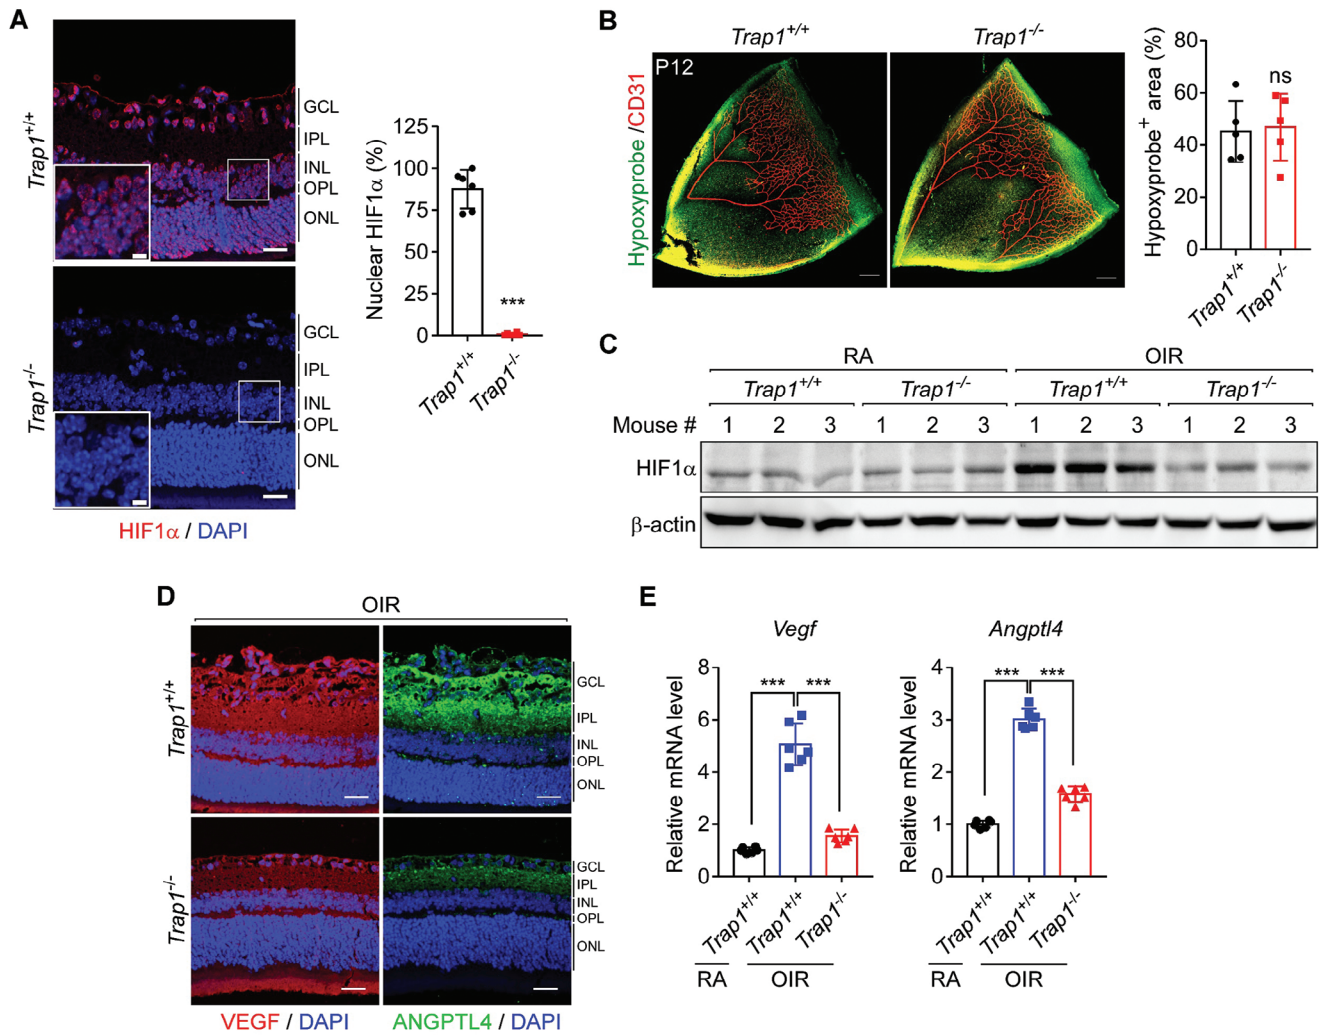 A
Trap1+/+
GCL
IPL
INL
OPL
ONL
Trap1-/-
GCL
IPL
INL
OPL
ONL
HIF1α / DAPI
Nuclear HIF1α (%)
125
100
75
50
25
0
***
Trap1+/+
Trap1-/-
B
Trap1+/+
Trap1-/-
Hypoxyprobe /CD31
P12
Hypoxyprobe+ area (%)
80
60
40
20
0
ns
Trap1+/+
Trap1-/-
C
RA
OIR
Trap1+/+ Trap1-/- Trap1+/+ Trap1-/-
Mouse # 1 2 3 1 2 3 1 2 3 1 2 3
HIF1α
β-actin
D
OIR
Trap1+/+
GCL
IPL
INL
OPL
ONL
Trap1-/-
GCL
IPL
INL
OPL
ONL
VEGF / DAPI
ANGPTL4 / DAPI
E
Vegf
Relative mRNA level
8
6
4
2
0
*** ***
Trap1+/+
Trap1+/+
Trap1-/-
RA
OIR
Angptl4
Relative mRNA level
4
3
2
1
0
*** ***
Trap1+/+
Trap1+/+
Trap1-/-
RA
OIR